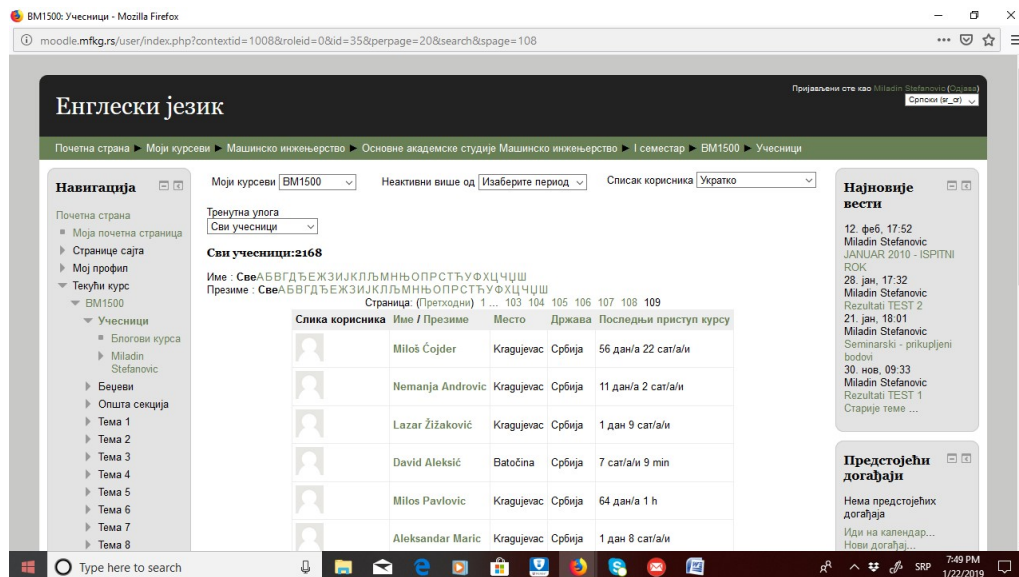 BM1500: Учесници - Mozilla Firefox
moodle.mfkg.rs/user/index.php?contextid=1008&roleid=0&id=35&perpage=20&search&spage=108
Пријављени сте као Miladin Stefanovic (Одјава)
Енглески језик
Српски (sr_cr)
Почетна страна ► Моји курсеви ► Машинско инжењерство ► Основне академске студије Машинско инжењерство ► I семестар ► BM1500 ► Учесници
Навигација
Почетна страна
Моја почетна страница
Странице сајта
Мој профил
Текући курс
BM1500
Учесници
Блогови курса
Miladin
Stefanovic
Беџеви
Општа секција
Тема 1
Тема 2
Тема 3
Тема 4
Тема 5
Тема 6
Тема 7
Тема 8
Моји курсеви BM1500 Неактивни више од Изаберите период Списак корисника Укратко
Тренутна улога
Сви учесници
Сви учесници:2168
Име : СвеАБВГДЂЕЖЗИЈКЛЉМНЊОПРСТЋУФХЦЧЏШ
Презиме : СвеАБВГДЂЕЖЗИЈКЛЉМНЊОПРСТЋУФХЦЧЏШ
Страница: (Претходни) 1 ... 103 104 105 106 107 108 109
Слика корисника Име / Презиме Место Држава Последњи приступ курсу
Miloš Ćojder Kragujevac Србија 56 дан/а 22 сат/а/и
Nemanja Androvic Kragujevac Србија 11 дан/а 2 сат/а/и
Lazar Žižaković Kragujevac Србија 1 дан 9 сат/а/и
David Aleksić Batočina Србија 7 сат/а/и 9 min
Milos Pavlovic Kragujevac Србија 64 дан/а 1 h
Aleksandar Maric Kragujevac Србија 1 дан 8 сат/а/и
Најновије
вести
12. феб, 17:52
Miladin Stefanovic
JANUAR 2010 - ISPITNI
ROK
28. јан, 17:32
Miladin Stefanovic
Rezultati TEST 2
21. јан, 18:01
Miladin Stefanovic
Seminarski - prikupljeni
bodovi
30. нов, 09:33
Miladin Stefanovic
Rezultati TEST 1
Старије теме ...
Предстојећи
догађаји
Нема предстојећих
догађаја
Иди на календар...
Нови догађај...
Type here to search
SRP
7:49 PM
1/22/2019